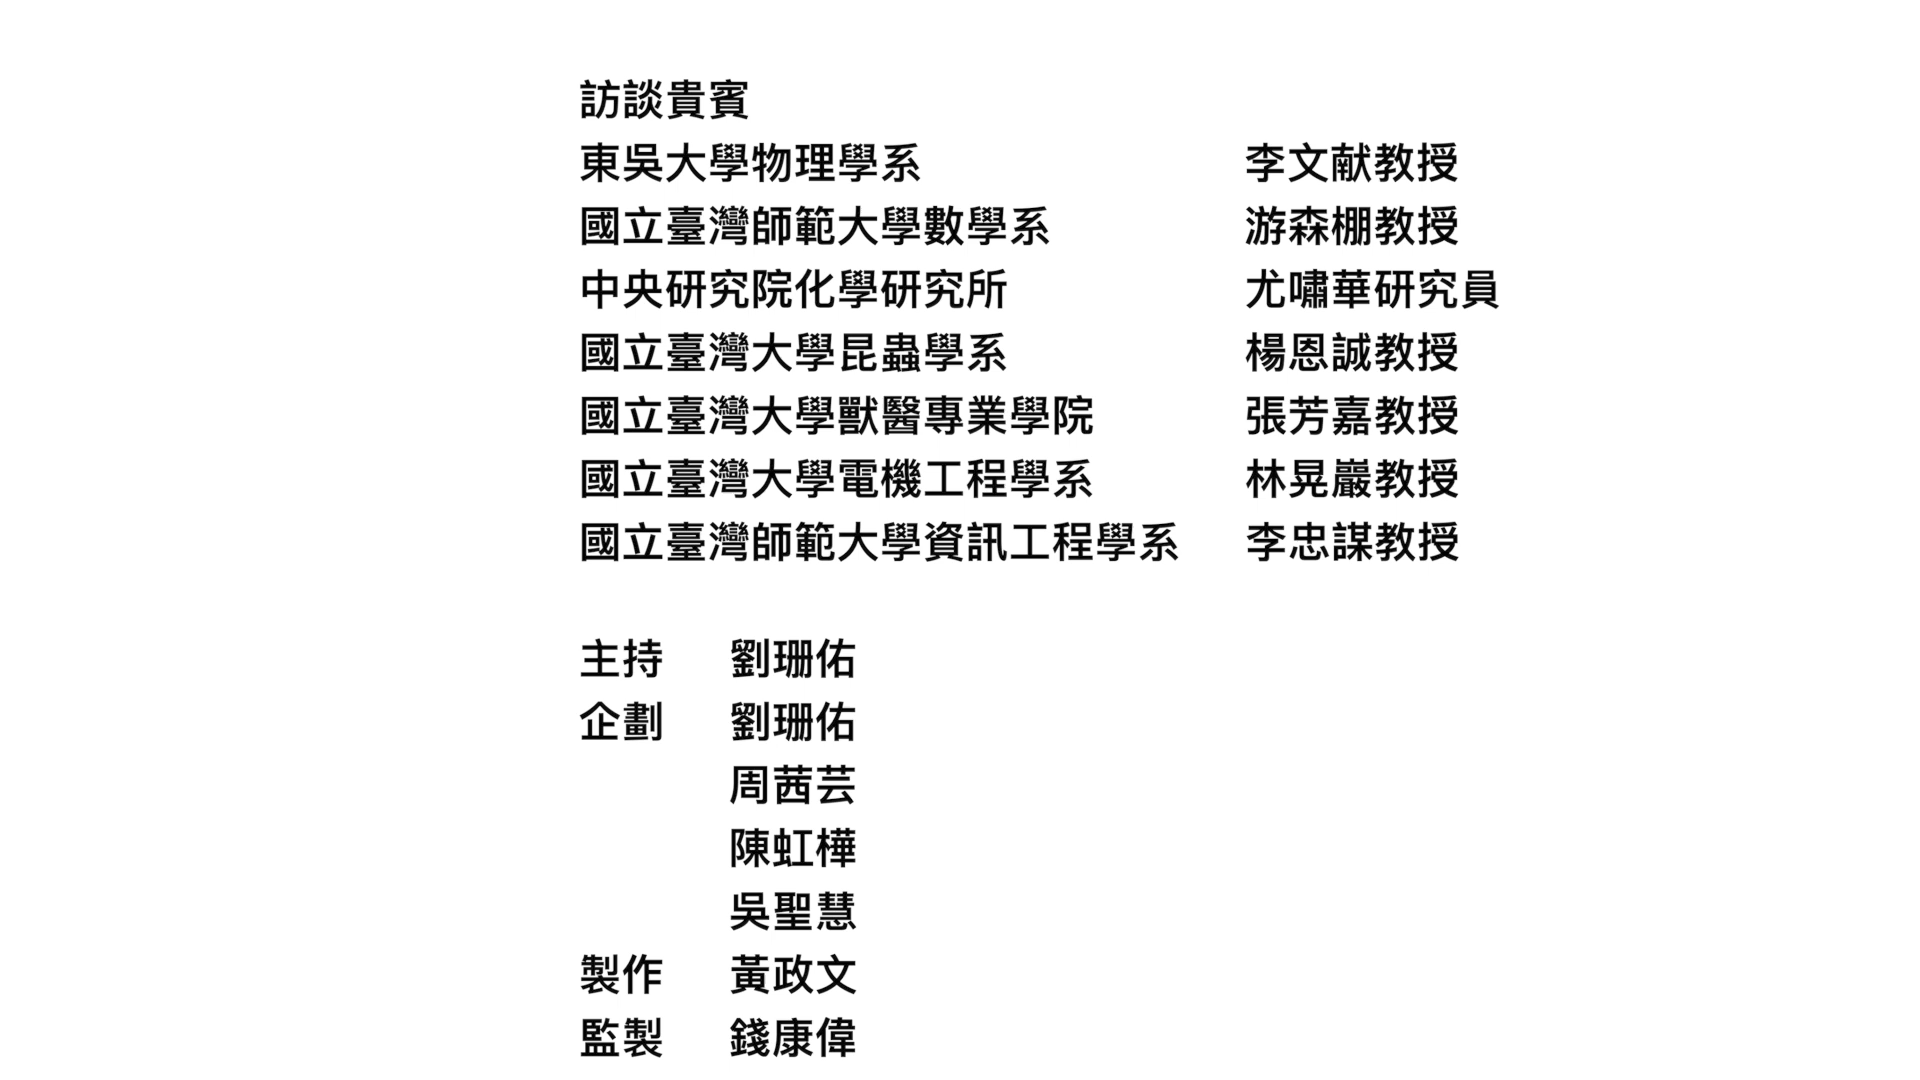 訪談貴賓
東吳大學物理學系 李文献教授
國立臺灣師範大學數學系 游森棚教授
中央研究院化學研究所 尤嘯華研究員
國立臺灣大學昆蟲學系 楊恩誠教授
國立臺灣大學獸醫專業學院 張芳嘉教授
國立臺灣大學電機工程學系 林晃巖教授
國立臺灣師範大學資訊工程學系 李忠謀教授
主持 劉珊佑
企劃 劉珊佑
周茜芸
陳虹樺
吳聖慧
製作 黃政文
監製 錢康偉